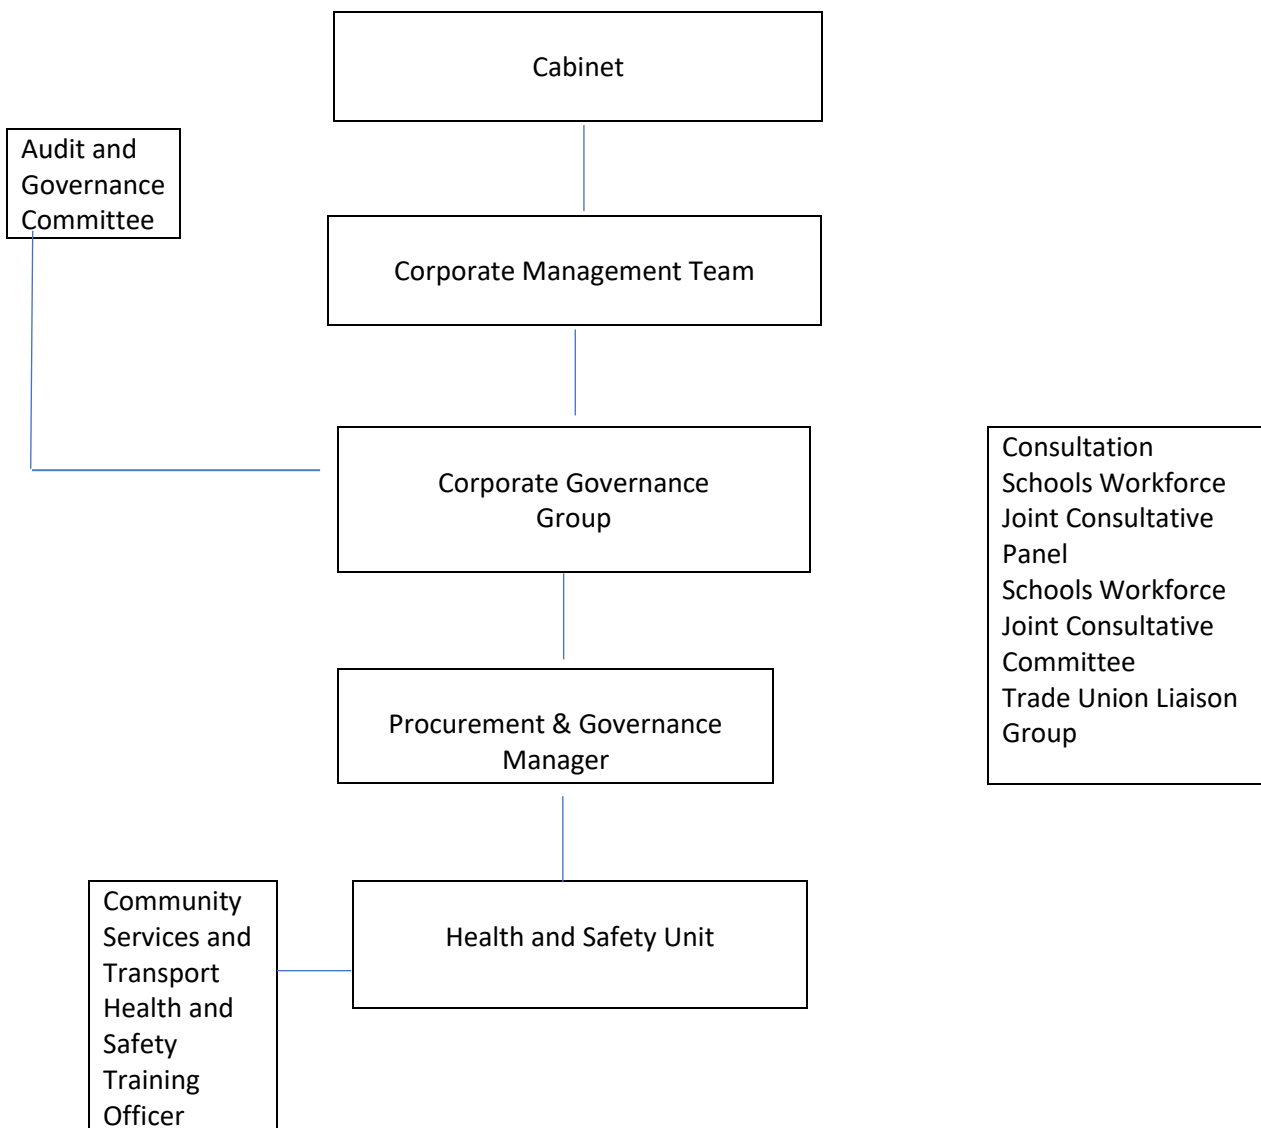 Cabinet
Audit and
Governance
Committee
Corporate Management Team
Corporate Governance
Group
Consultation
Schools Workforce
Joint Consultative
Panel
Schools Workforce
Joint Consultative
Committee
Trade Union Liaison
Group
Procurement & Governance
Manager
Community
Services and
Transport
Health and
Safety
Training
Officer
Health and Safety Unit